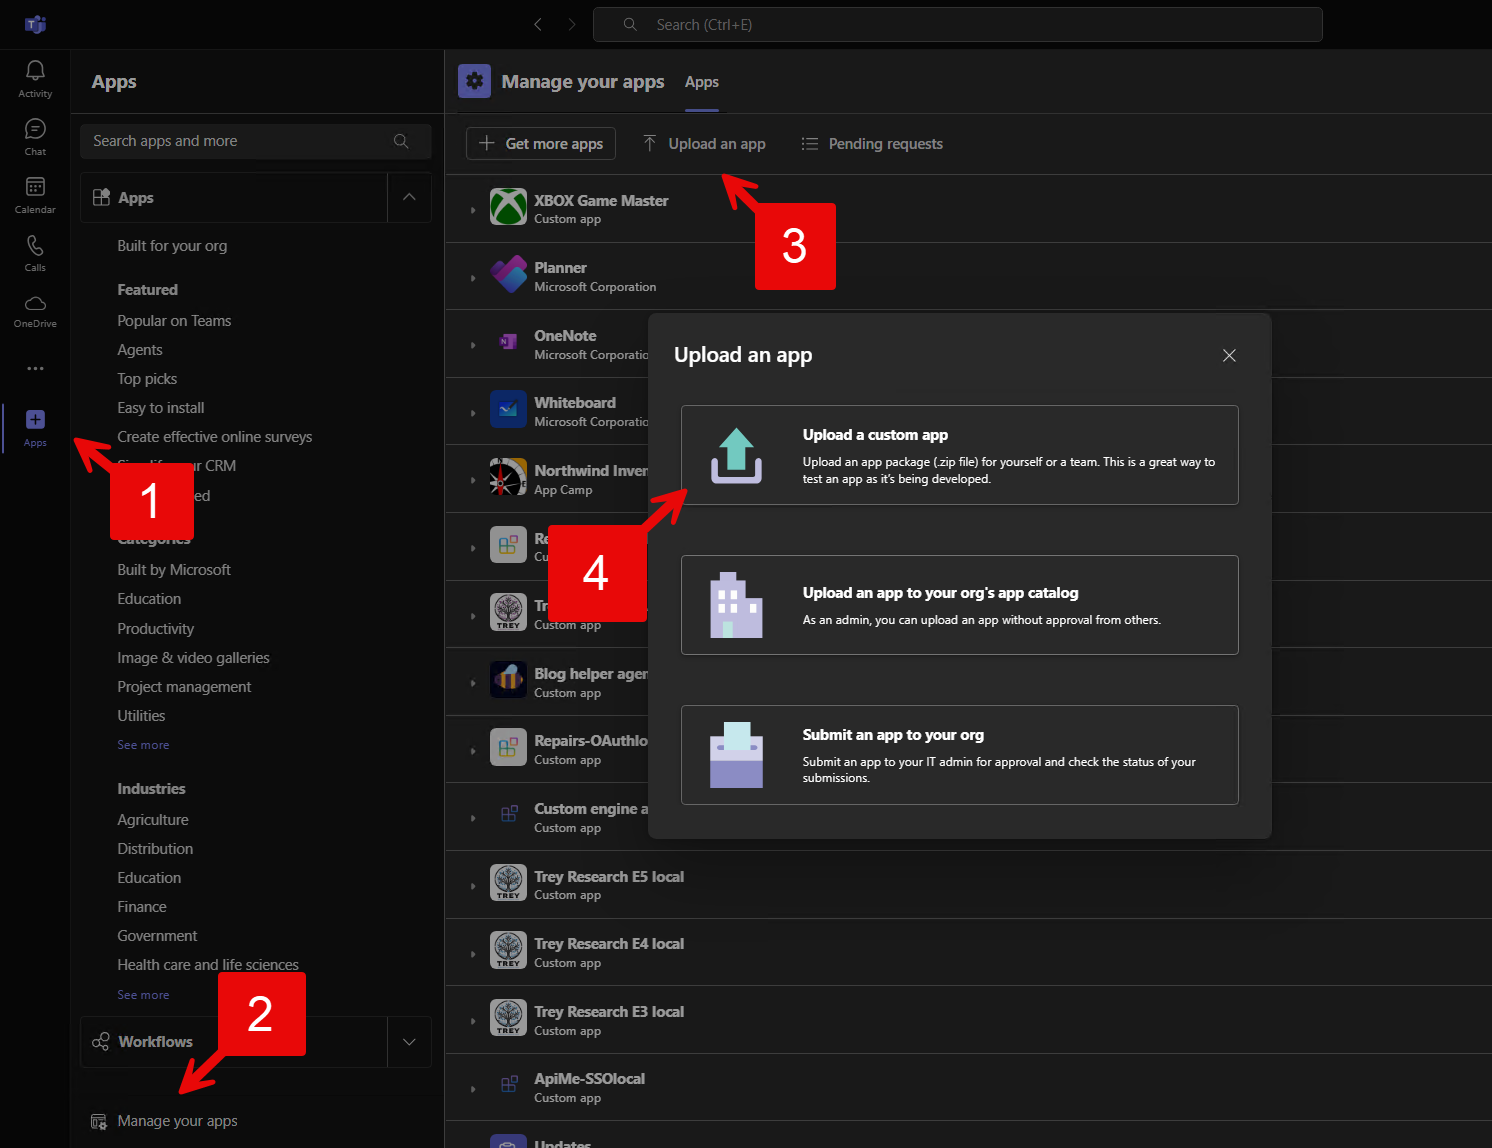 Search (Ctrl+E)
Activity
Chat
Calendar
Calls
OneDrive
Apps
Apps
Search apps and more
Apps
Built for your org
Featured
Popular on Teams
Agents
Top picks
Easy to install
Create effective online surveys
CRM
1
Built by Microsoft
Education
Productivity
Image & video galleries
Project management
Utilities
See more
Industries
Agriculture
Distribution
Education
Finance
Government
Health care and life sciences
See more
2
Workflows
Manage your apps
Manage your apps
Apps
Get more apps
Upload an app
Pending requests
3
XBOX Game Master
Custom app
Planner
Microsoft Corporation
OneNote
Microsoft Corporatio
Whiteboard
Microsoft Corporatio
Northwind Inven
App Camp
4
TREY
Custom app
Blog helper agen
Custom app
Repairs-OAuthlo
Custom app
Custom engine a
Custom app
TREY
Trey Research E5 local
Custom app
TREY
Trey Research E4 local
Custom app
TREY
Trey Research E3 local
Custom app
ApiMe-SSOlocal
Custom app
Updates
Upload an app
Upload a custom app
Upload an app package (.zip file) for yourself or a team. This is a great way to
test an app as it's being developed.
Upload an app to your org's app catalog
As an admin, you can upload an app without approval from others.
Submit an app to your org
Submit an app to your IT admin for approval and check the status of your
submissions.